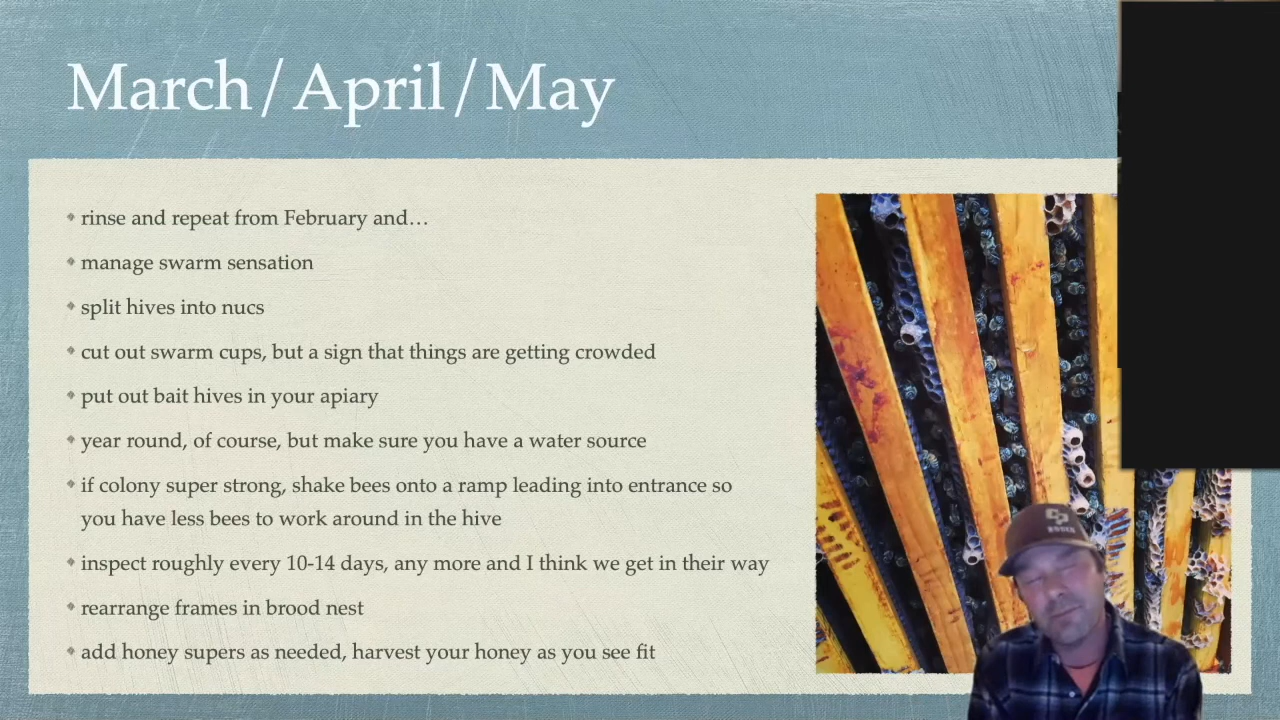 March/April/May
rinse and repeat from February and…
manage swarm sensation
split hives into nucs
cut out swarm cups, but a sign that things are getting crowded
put out bait hives in your apiary
year round, of course, but make sure you have a water source
if colony super strong, shake bees onto a ramp leading into entrance so
you have less bees to work around in the hive
inspect roughly every 10-14 days, any more and I think we get in their way
rearrange frames in brood nest
add honey supers as needed, harvest your honey as you see fit